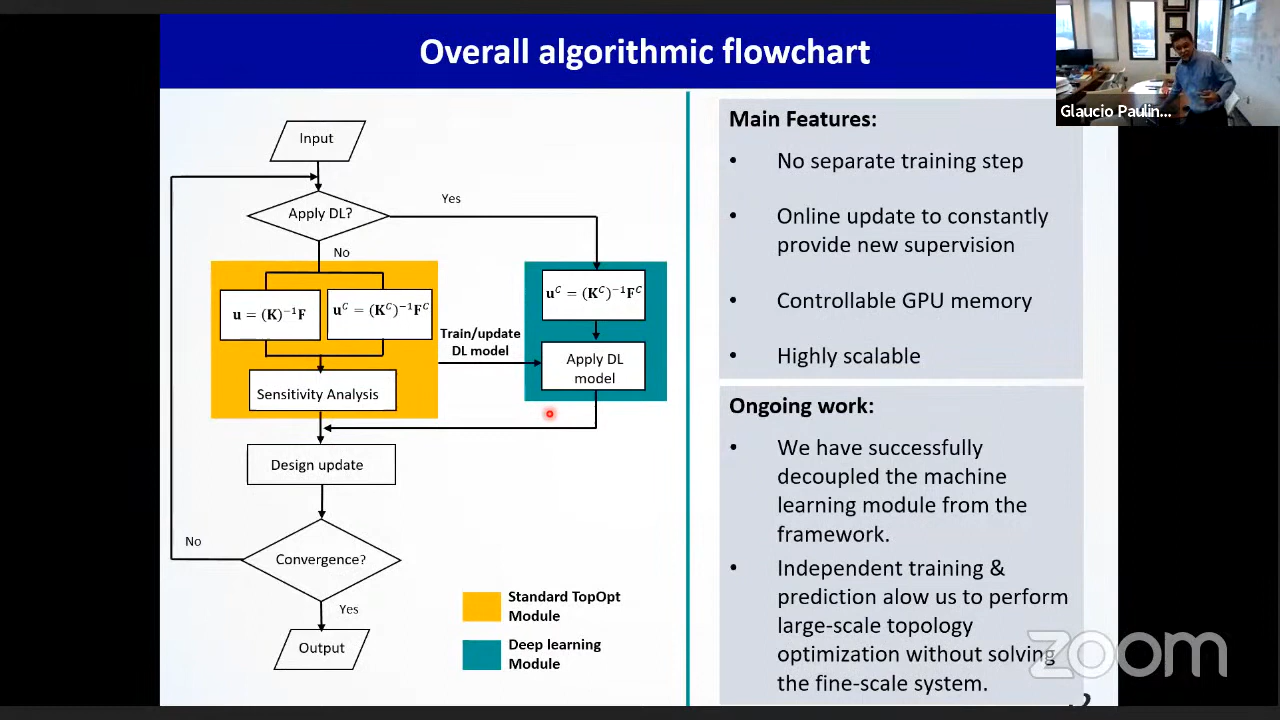 Overall algorithmic flowchart
Glaucio Paulin...
Input
Apply DL?
Yes
No
u = (K)⁻¹F
u^C = (K^C)⁻¹F^C
Sensitivity Analysis
Train/update
DL model
u^C = (K^C)⁻¹F^C
Apply DL
model
Design update
Convergence?
No
Yes
Output
Standard TopOpt
Module
Deep learning
Module
Main Features:
• No separate training step
• Online update to constantly
provide new supervision
• Controllable GPU memory
• Highly scalable
Ongoing work:
• We have successfully
decoupled the machine
learning module from the
framework.
• Independent training &
prediction alow us to perform
large-scale topology
optimization without solving
the fine-scale system.
zoom